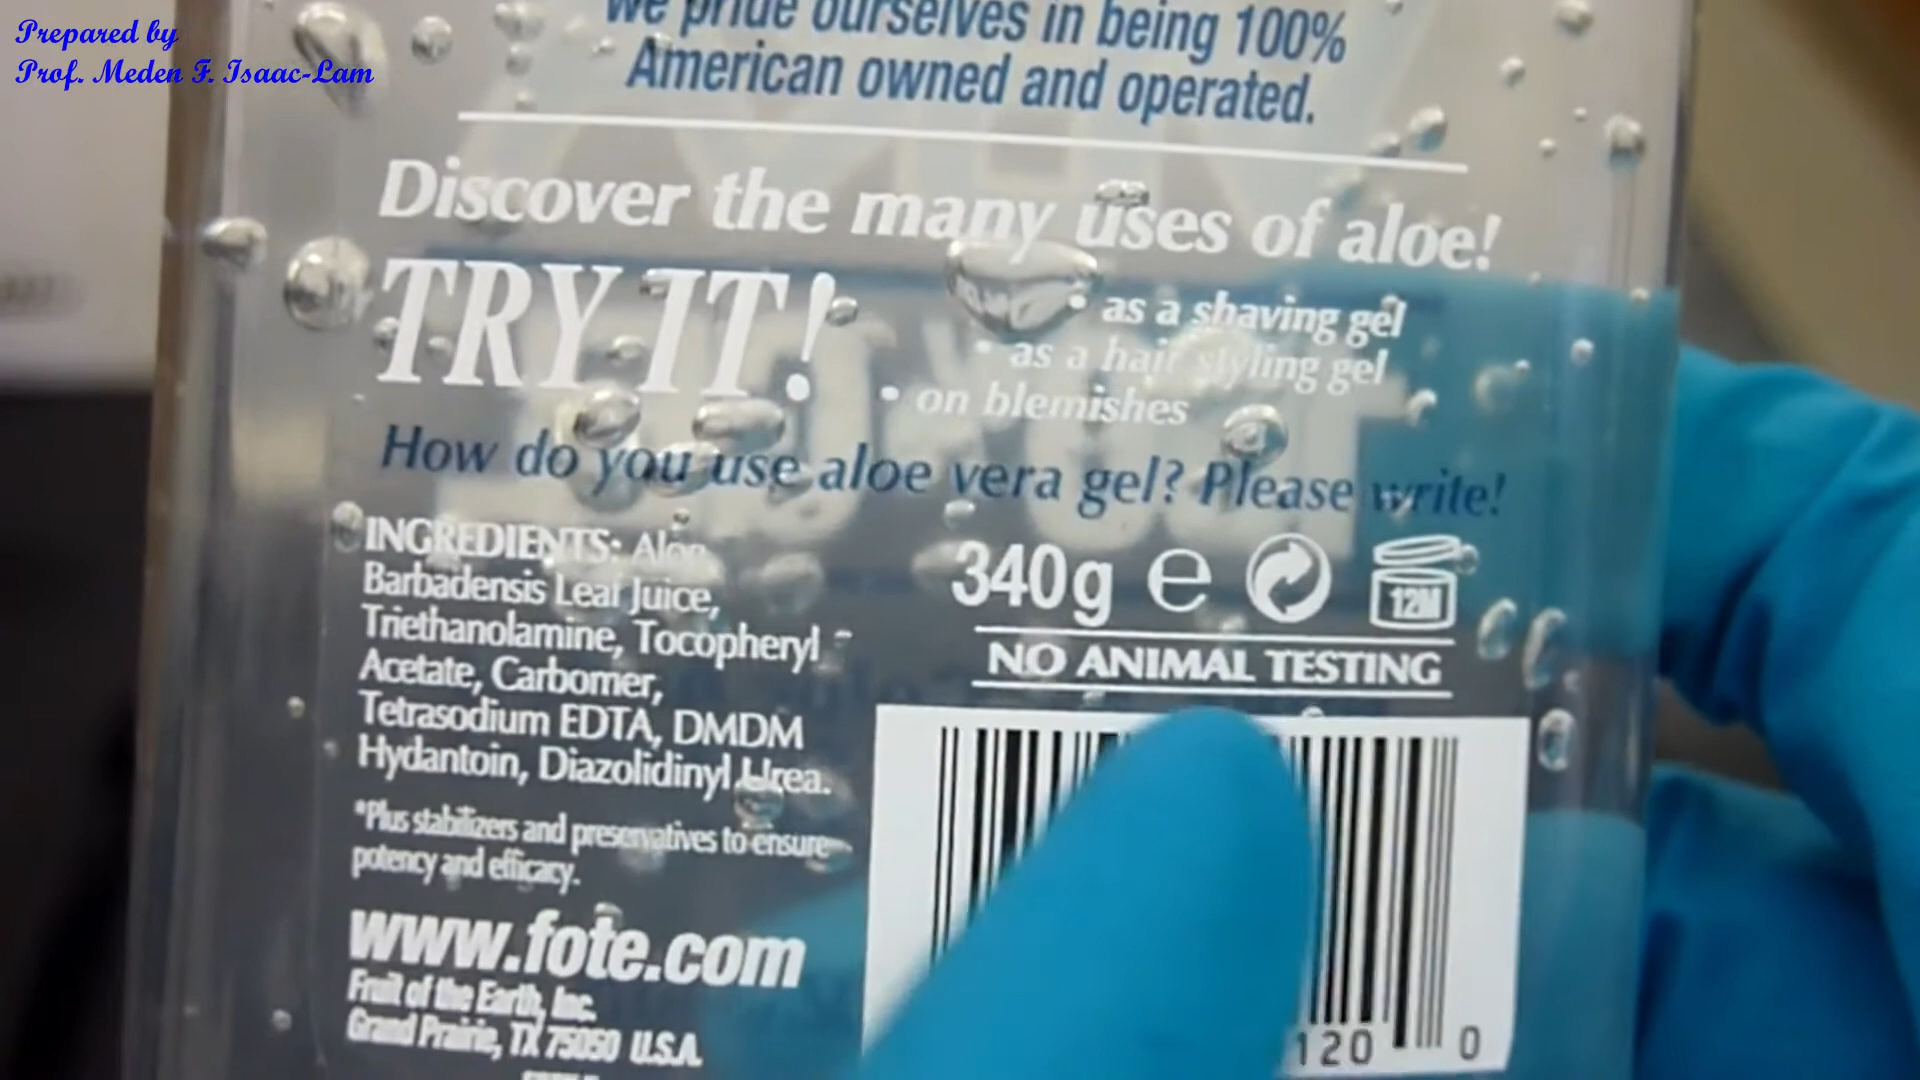 Prepared by
Prof. Meden F. Isaac-Lam
We pride ourselves in being 100%
American owned and operated.
Discover the many uses of aloe!
TRY IT!
• as a shaving gel
• as a hair styling gel
• on blemishes
How do you use aloe vera gel? Please write!
INGREDIENTS: Aloe
Barbadensis Leaf Juice,
Triethanolamine, Tocopheryl
Acetate, Carbomer,
Tetrasodium EDTA, DMDM
Hydantoin, Diazolidinyl Urea.
*Plus stabilizers and preservatives to ensure
potency and efficacy.
www.fote.com
Fruit of the Earth, Inc.
Grand Prairie, TX 75050 U.S.A.
340g e
12M
NO ANIMAL TESTING
120 0